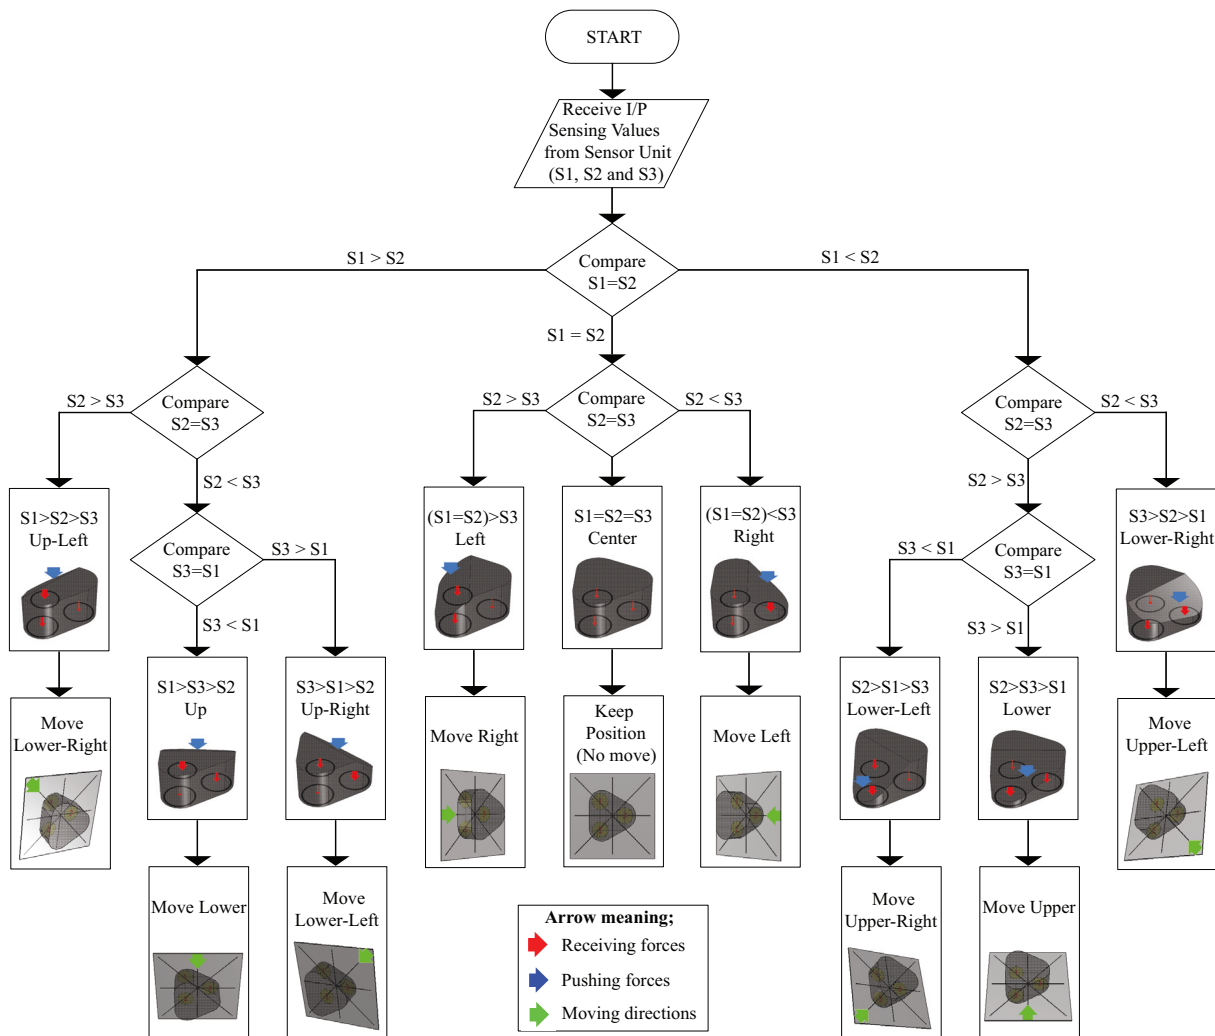 START
Receive I/P
Sensing Values
from Sensor Unit
(S1, S2 and S3)
S1 > S2
Compare
S1=S2
S1 < S2
S1 = S2
S2 > S3
Compare
S2=S3
S2 < S3
S2 > S3
Compare
S2=S3
S2 < S3
Compare
S2=S3
S2 < S3
S2 > S3
S1>S2>S3
Up-Left
Compare
S3=S1
S3 > S1
S3 < S1
(S1=S2)>S3
Left
S1=S2=S3
Center
(S1=S2)<S3
Right
S3 < S1
Compare
S3=S1
S3 > S1
S3>S2>S1
Lower-Right
Move
Lower-Right
S1>S3>S2
Up
S3>S1>S2
Up-Right
Move Right
Keep
Position
(No move)
Move Left
S2>S1>S3
Lower-Left
S2>S3>S1
Lower
Move
Upper-Left
Move Lower
Move
Lower-Left
Move
Upper-Right
Move Upper
Arrow meaning;
Receiving forces
Pushing forces
Moving directions